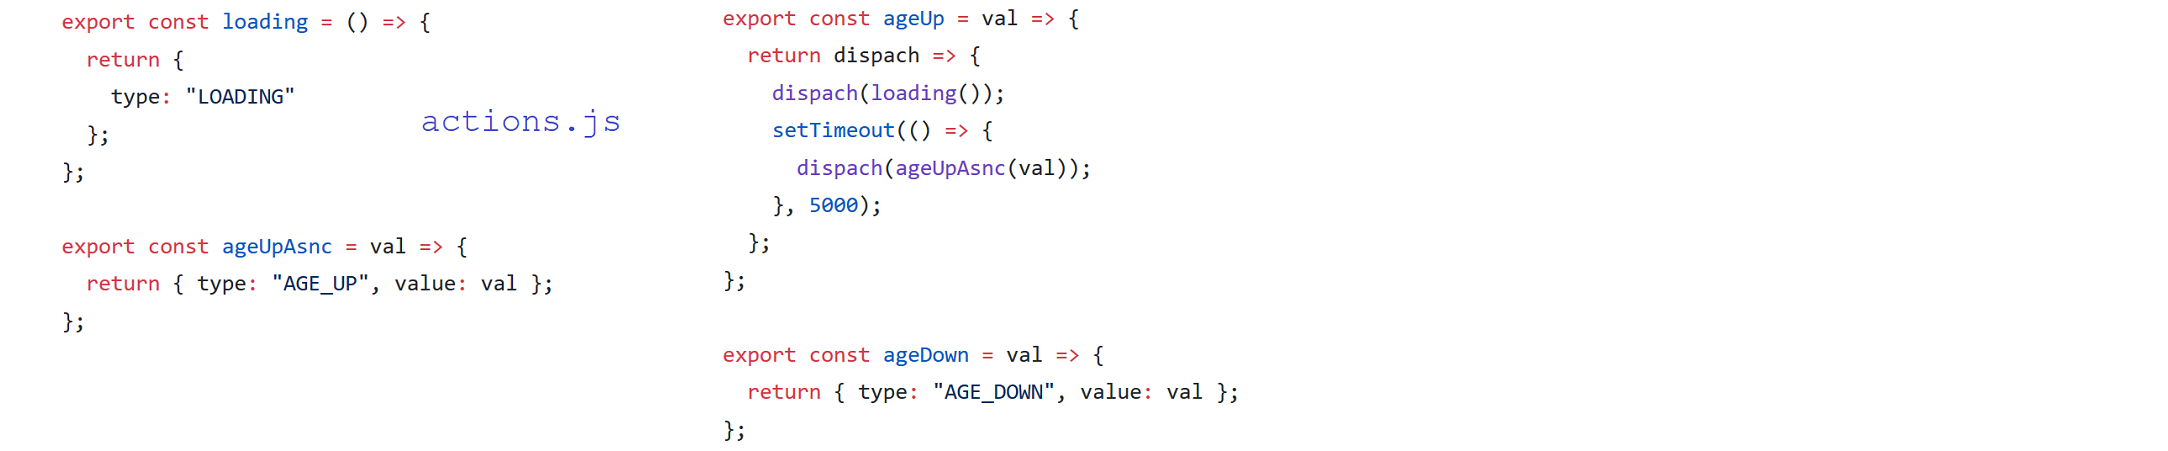 export const loading = () => {
  return {
    type: "LOADING"
  };
};
actions.js
export const ageUpAsnc = val => {
  return { type: "AGE_UP", value: val };
};
export const ageUp = val => {
  return dispach => {
    dispach(loading());
    setTimeout(() => {
      dispach(ageUpAsnc(val));
    }, 5000);
  };
};
export const ageDown = val => {
  return { type: "AGE_DOWN", value: val };
};